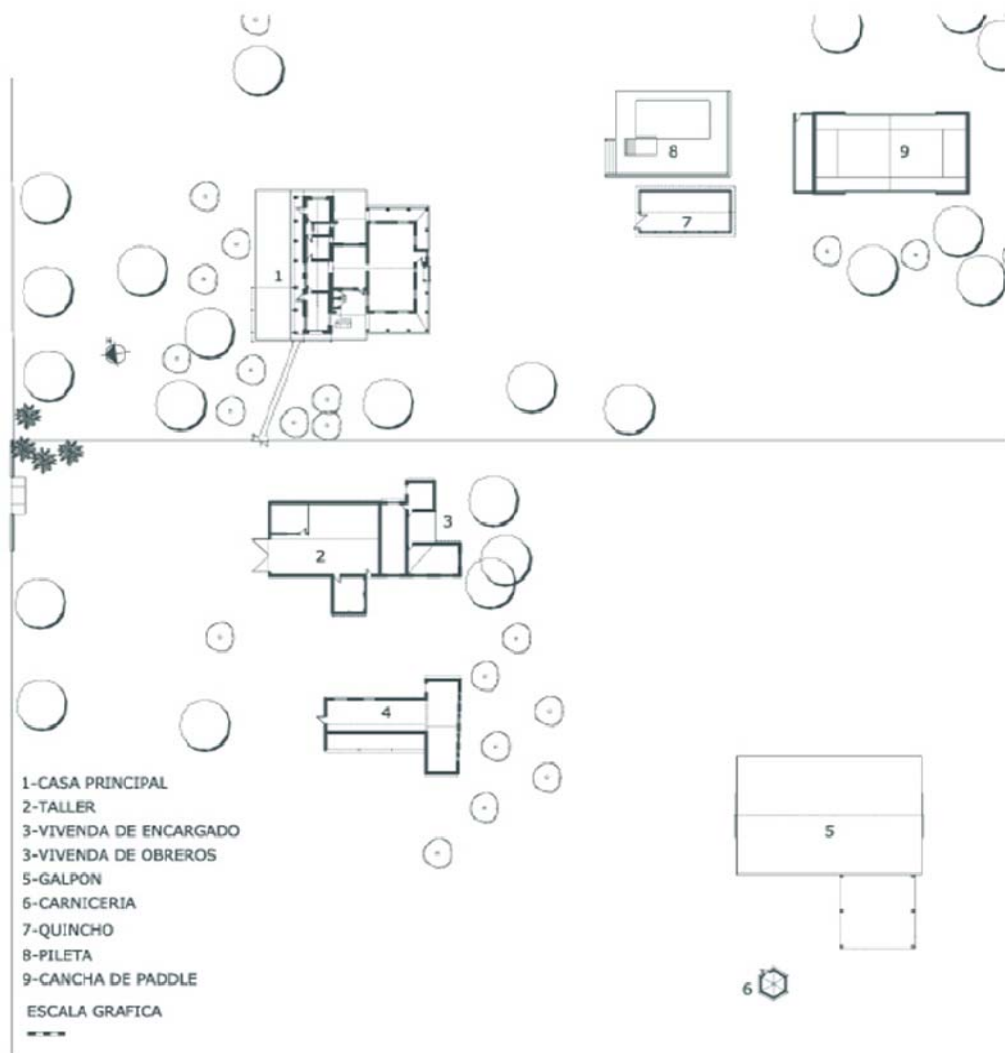 8
9
7
1
3
2
4
1-CASA PRINCIPAL
2-TALLER
3-VIVENDA DE ENCARGADO
3-VIVENDA DE OBREROS
5-GALPON
6-CARNICERIA
7-QUINCHO
8-PILETA
9-CANCHA DE PADDLE
ESCALA GRAFICA
5
6